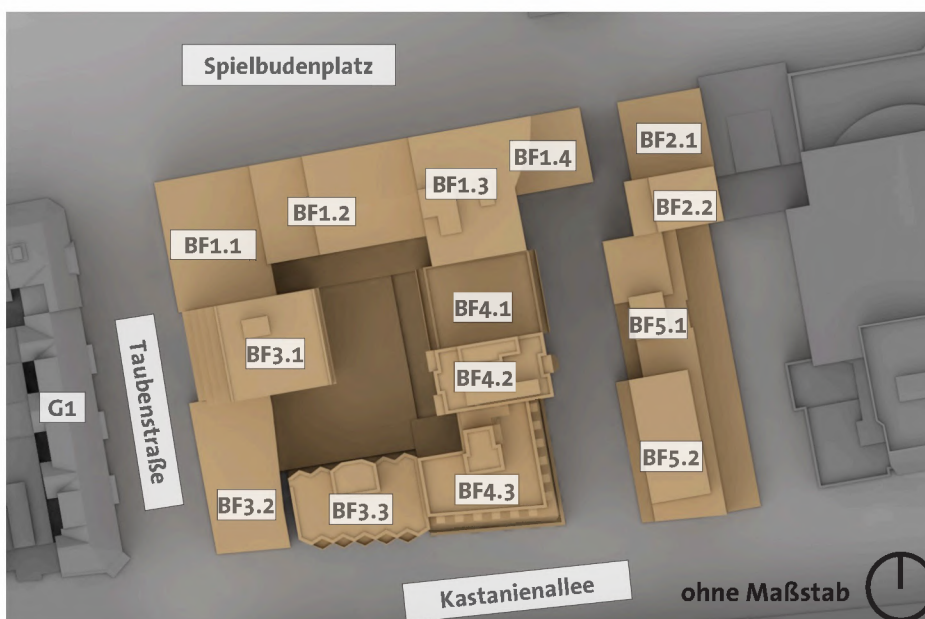 Spielbudenplatz
BF2.1
BF1.4
BF1.3
BF2.2
BF1.2
BF1.1
BF4.1
BF5.1
Taubenstraße
BF3.1
BF4.2
G1
BF5.2
BF4.3
BF3.2
BF3.3
Kastanienallee
ohne Maßstab